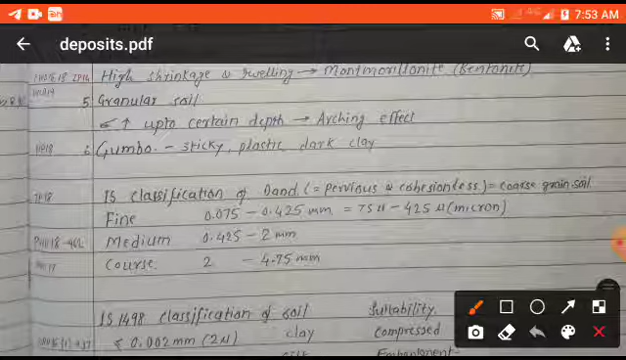 7:53 AM
deposits.pdf
High shrinkage & swelling → Montmorillonite (Bentonite)
5. Granular soil
↑ upto certain depth → Arching effect
Gumbo - sticky, plastic dark clay
IS classification of Sand (= pervious & cohesionless) = coarse grain soil
Fine 0.075 - 0.425 mm = 75 μ - 425 μ (micron)
Medium 0.425 - 2 mm
Course 2 - 4.75 mm
IS 1498 classification of soil Suitability
< 0.002 mm (2μ) clay Compressed
silt Embankment